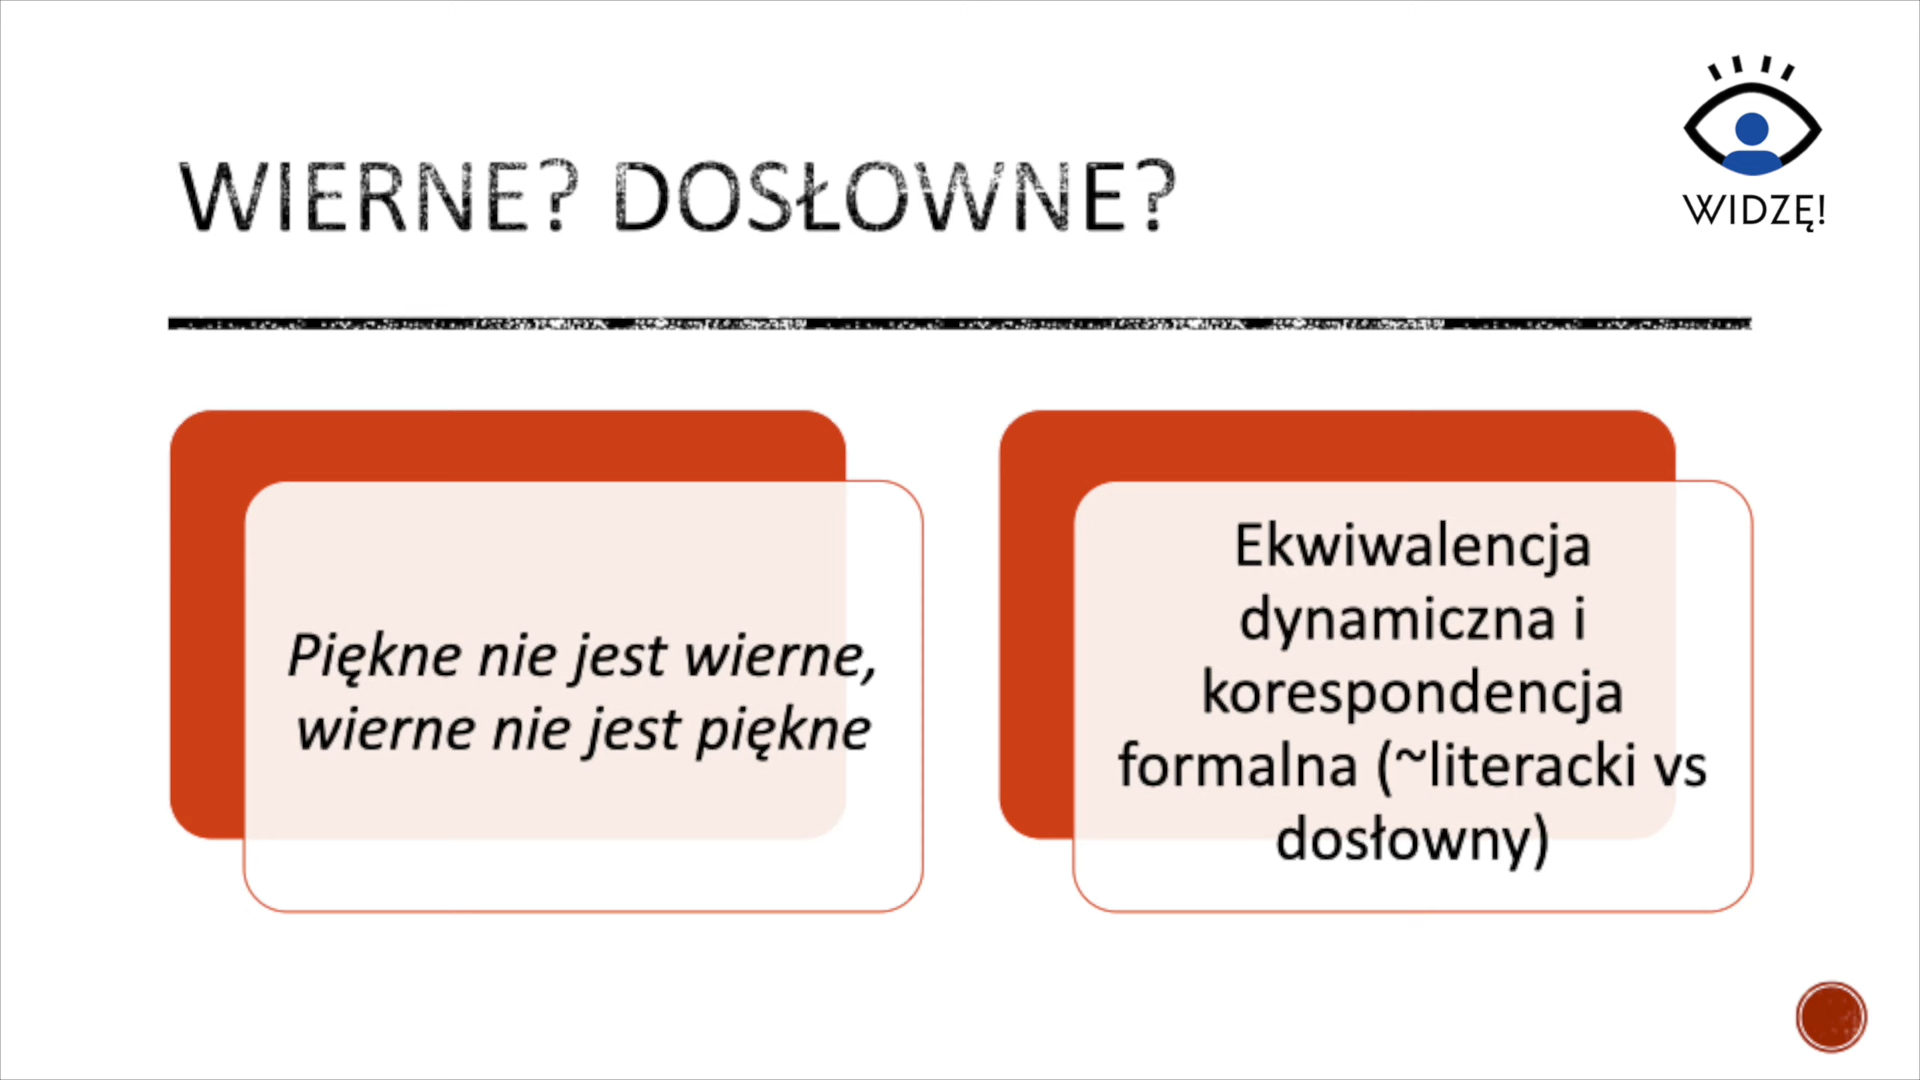 WIERNE? DOSŁOWNE?
WIDZĘ!
Piękne nie jest wierne,
wierne nie jest piękne
Ekwiwalencja
dynamiczna i
korespondencja
formalna (~literacki vs
dosłowny)